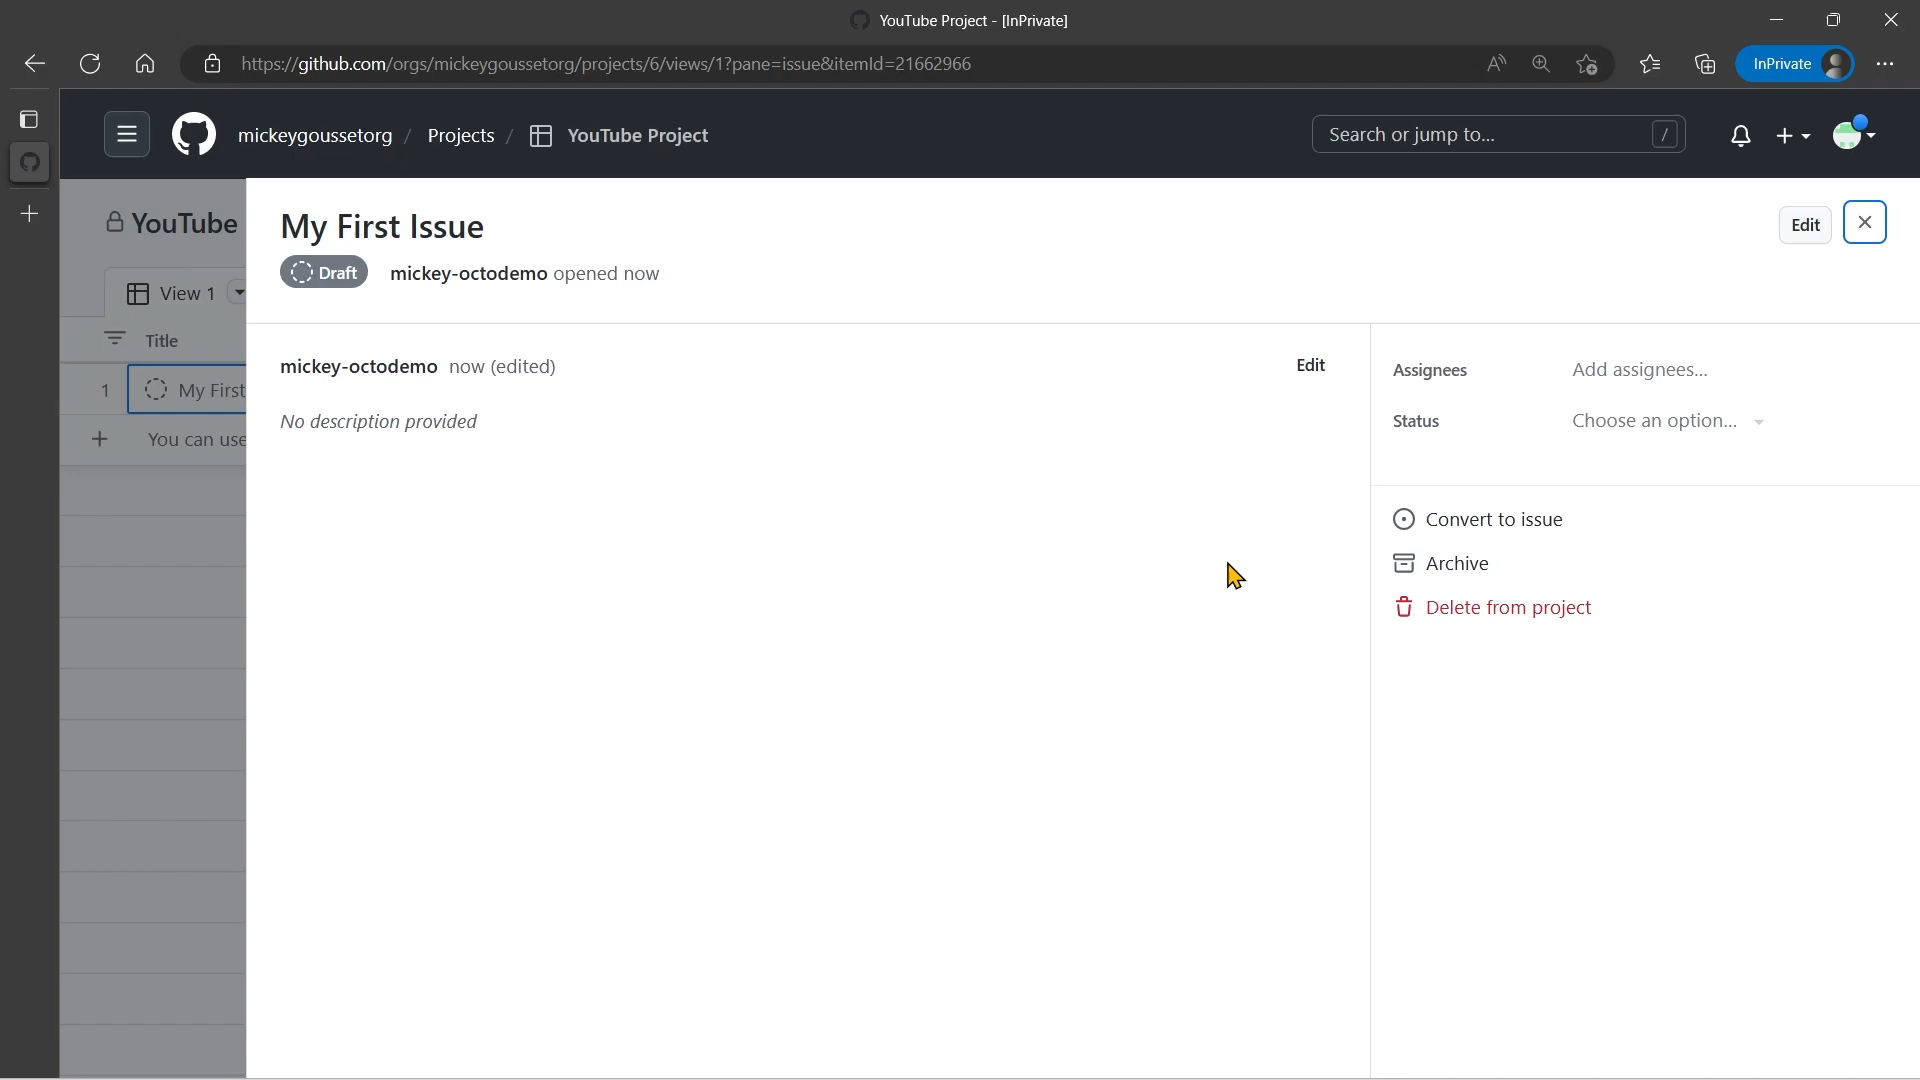 YouTube Project - [InPrivate]
https://github.com/orgs/mickeygoussetorg/projects/6/views/1?pane=issue&itemId=21662966
InPrivate
mickeygoussetorg / Projects / YouTube Project
Search or jump to... /
YouTube
My First Issue
Edit
Draft
mickey-octodemo opened now
View 1
Title
mickey-octodemo now (edited)
Edit
Assignees
Add assignees...
1
My First
No description provided
Status
Choose an option...
You can use
Convert to issue
Archive
Delete from project